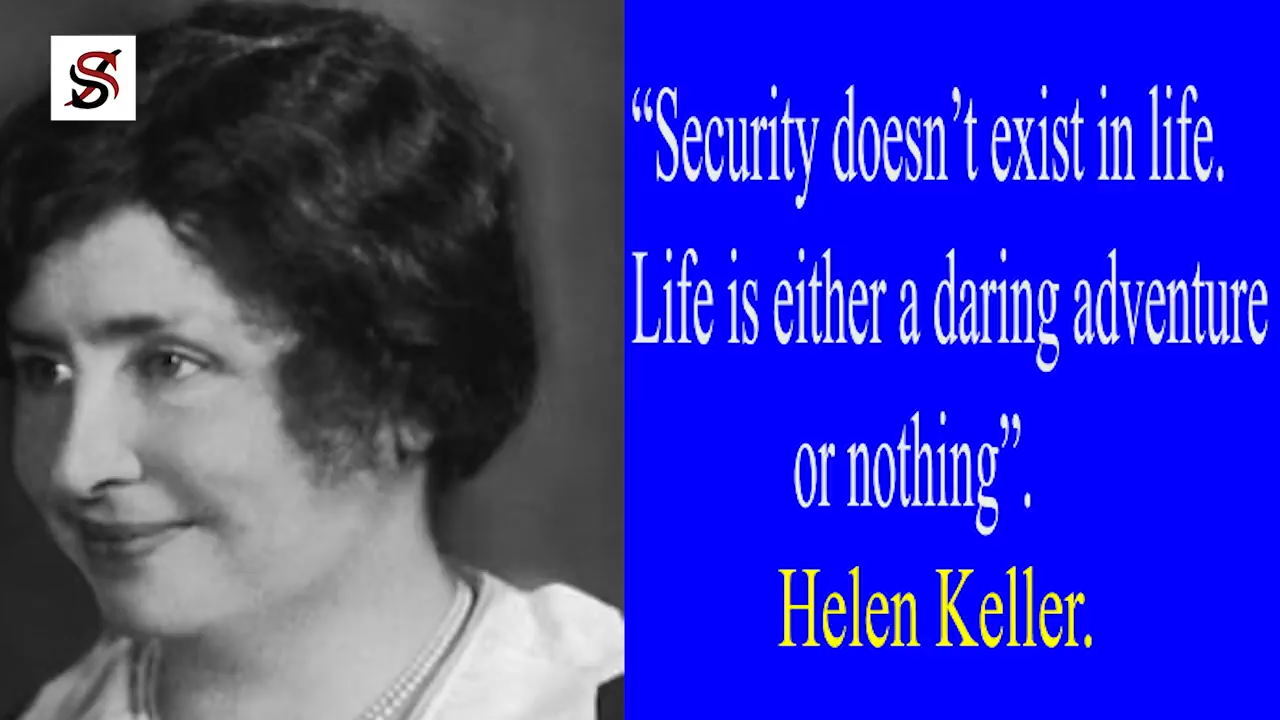 “Security doesn’t exist in life.
Life is either a daring adventure
or nothing”.
Helen Keller.